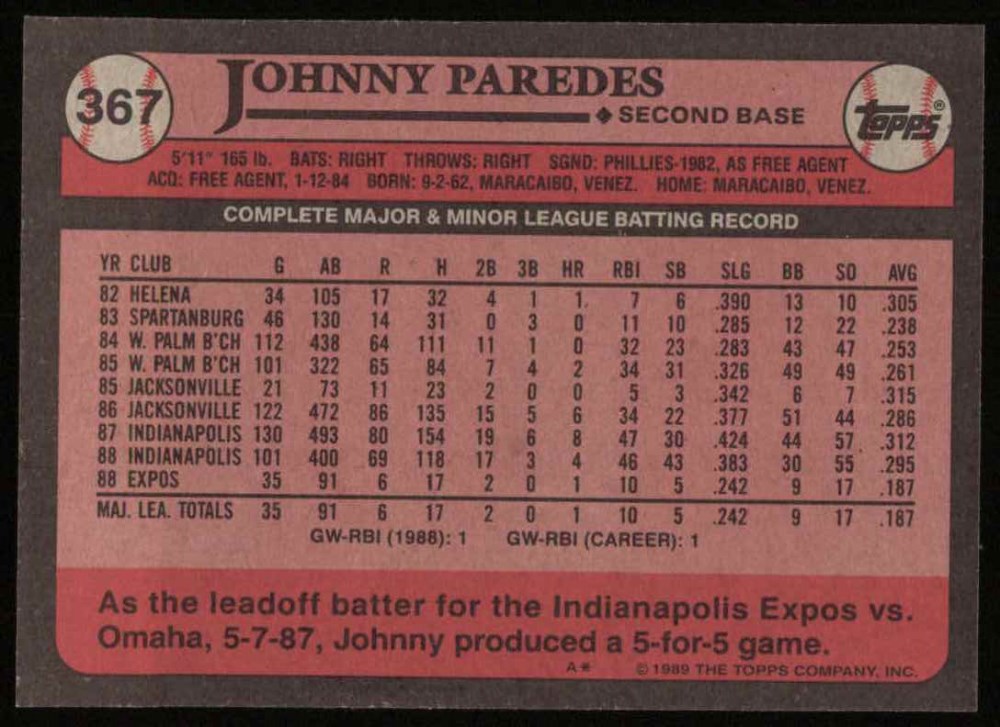 367
JOHNNY PAREDES
◆ SECOND BASE
Topps®
5'11" 165 lb. BATS: RIGHT THROWS: RIGHT SGND: PHILLIES-1982, AS FREE AGENT
ACQ: FREE AGENT, 1-12-84 BORN: 9-2-62, MARACAIBO, VENEZ. HOME: MARACAIBO, VENEZ.
COMPLETE MAJOR & MINOR LEAGUE BATTING RECORD
YR CLUB G AB R H 2B 3B HR RBI SB SLG BB SO AVG
82 HELENA 34 105 17 32 4 1 1 7 6 .390 13 10 .305
83 SPARTANBURG 46 130 14 31 0 3 0 11 10 .285 12 22 .238
84 W. PALM B'CH 112 438 64 111 11 1 0 32 23 .283 43 47 .253
85 W. PALM B'CH 101 322 65 84 7 4 2 34 31 .326 49 49 .261
85 JACKSONVILLE 21 73 11 23 2 0 0 5 3 .342 6 7 .315
86 JACKSONVILLE 122 472 86 135 15 5 6 34 22 .377 51 44 .286
87 INDIANAPOLIS 130 493 80 154 19 6 8 47 30 .424 44 57 .312
88 INDIANAPOLIS 101 400 69 118 17 3 4 46 43 .383 30 55 .295
88 EXPOS 35 91 6 17 2 0 1 10 5 .242 9 17 .187
MAJ. LEA. TOTALS 35 91 6 17 2 0 1 10 5 .242 9 17 .187
GW-RBI (1988): 1 GW-RBI (CAREER): 1
As the leadoff batter for the Indianapolis Expos vs.
Omaha, 5-7-87, Johnny produced a 5-for-5 game.
A* © 1989 THE TOPPS COMPANY, INC.